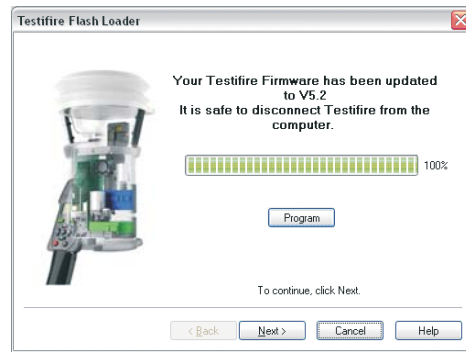 Testifire Flash Loader
Your Testifire Firmware has been updated
to V5.2
It is safe to disconnect Testifire from the
computer.
100%
Program
To continue, click Next.
< Back
Next >
Cancel
Help